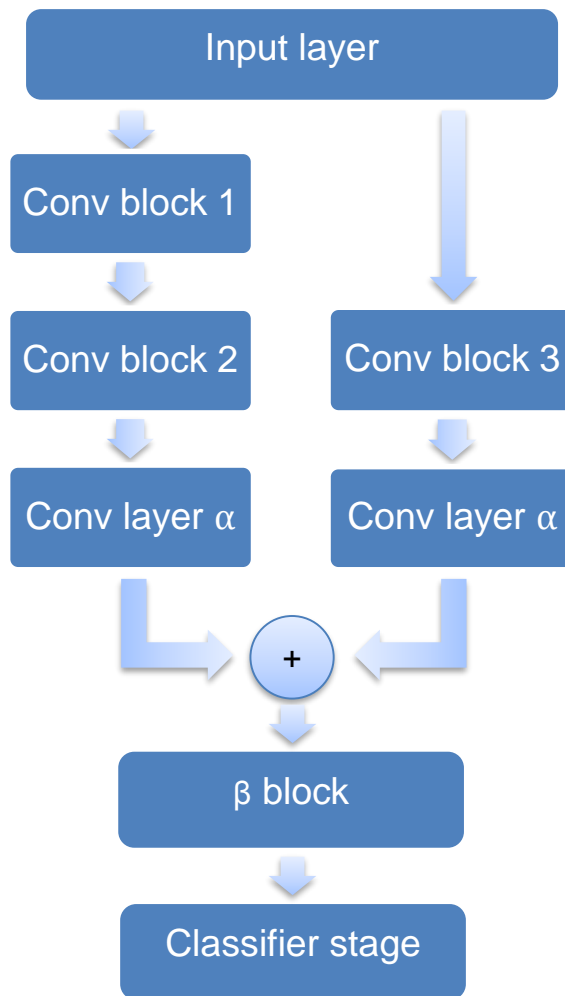 Input layer
Conv block 1
Conv block 2
Conv block 3
Conv layer α
Conv layer α
+
β block
Classifier stage